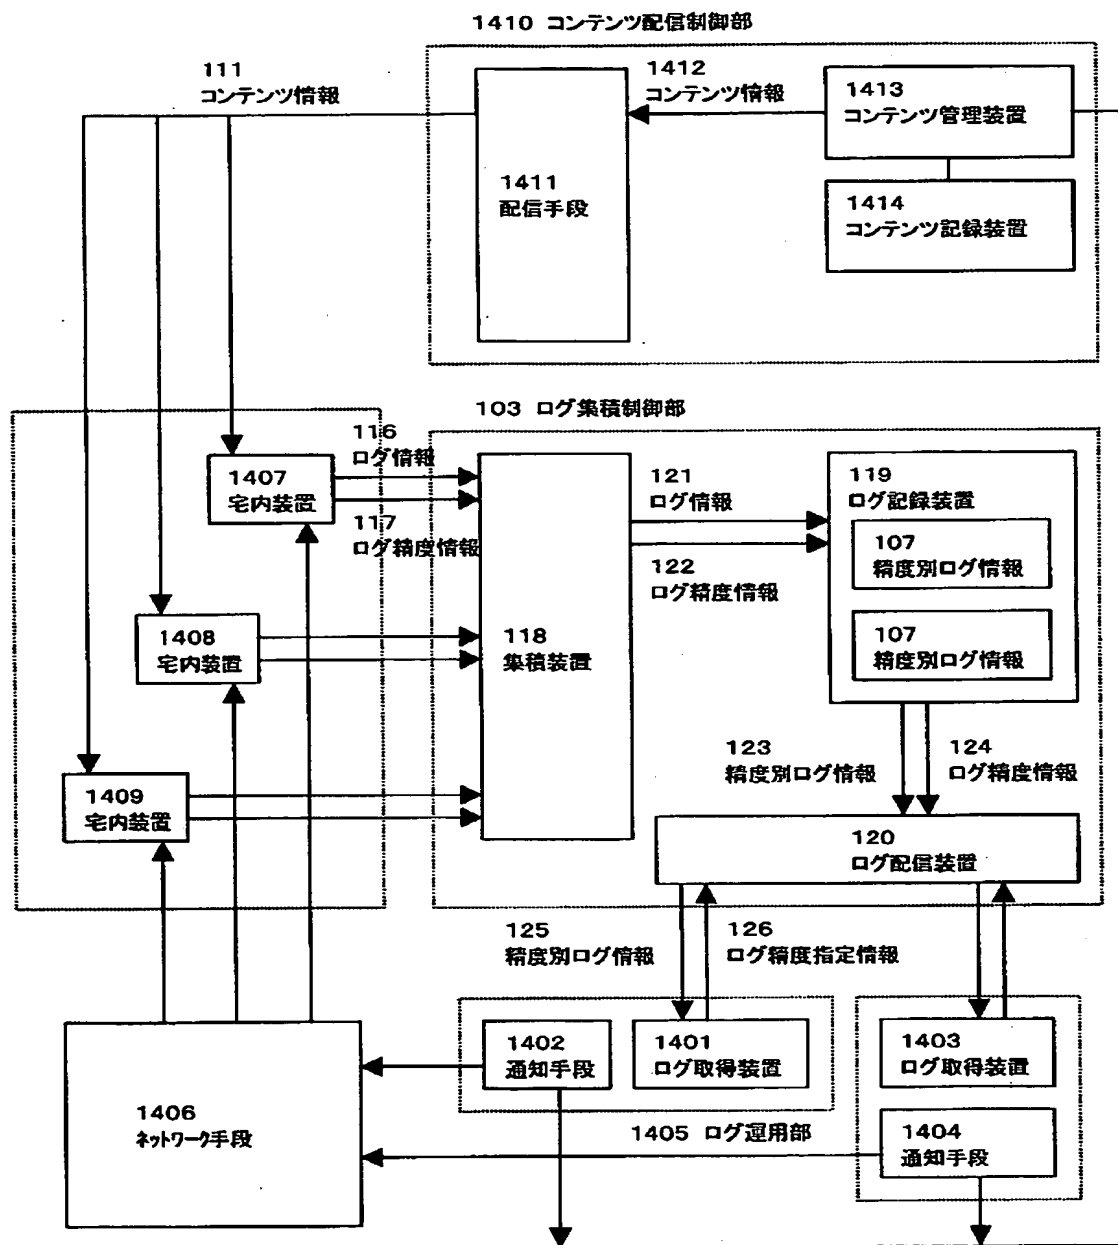 1410 コンテンツ配信制御部
111
コンテンツ情報
1412
コンテンツ情報
1413
コンテンツ管理装置
1411
配信手段
1414
コンテンツ記録装置
103 ログ集積制御部
116
ログ情報
1407
宅内装置
117
ログ精度情報
121
ログ情報
122
ログ精度情報
119
ログ記録装置
107
精度別ログ情報
107
精度別ログ情報
1408
宅内装置
118
集積装置
123
精度別ログ情報
124
ログ精度情報
1409
宅内装置
120
ログ配信装置
125
精度別ログ情報
126
ログ精度指定情報
1402
通知手段
1401
ログ取得装置
1403
ログ取得装置
1406
ネットワーク手段
1405 ログ運用部
1404
通知手段